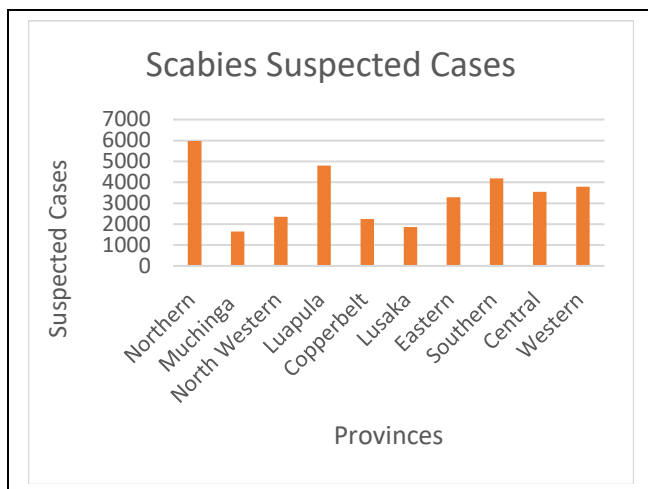 Scabies Suspected Cases
Suspected Cases
7000
6000
5000
4000
3000
2000
1000
0
Northern
Muchinga
North Western
Luapula
Copperbelt
Lusaka
Eastern
Southern
Central
Western
Provinces